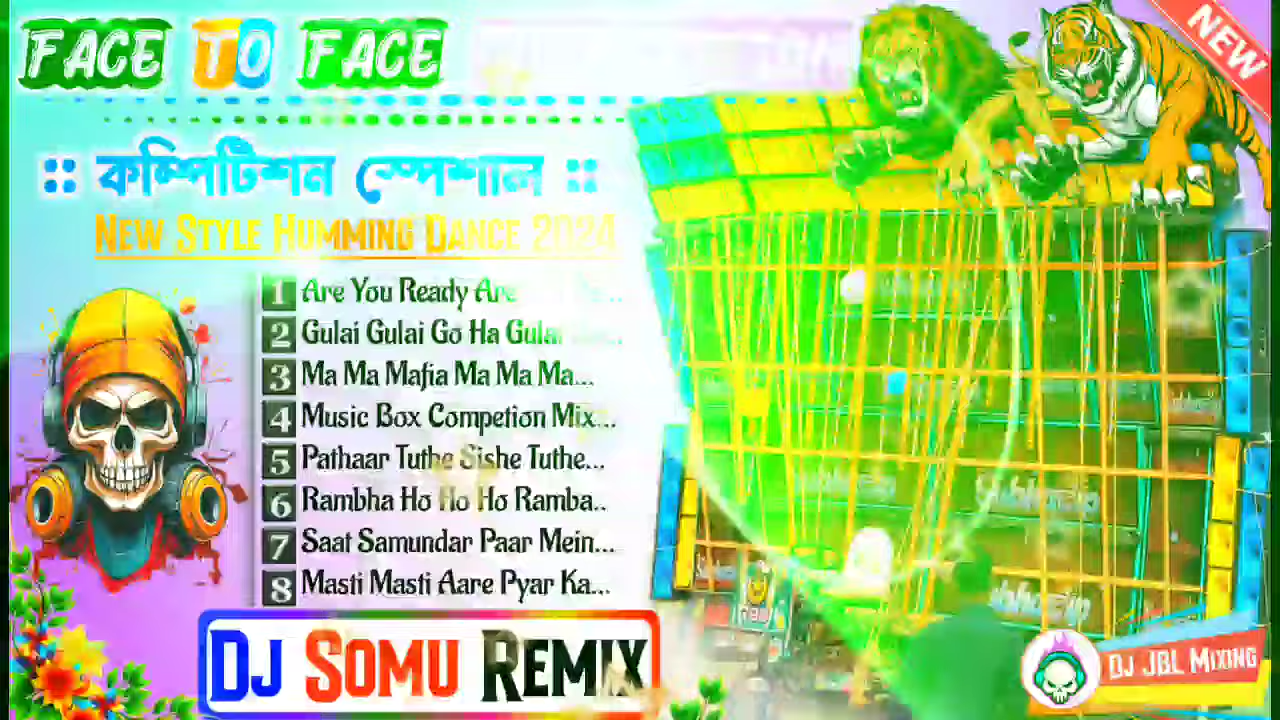 FACE TO FACE
NEW
:: কম্পিটিশন স্পেশাল ::
NEW STYLE HUMMING DANCE 2024
1 Are You Ready Are
2 Gulai Gulai Go Ha Gulai
3 Ma Ma Mafia Ma Ma Ma...
4 Music Box Competion Mix...
5 Pathaar Tuthe Sishe Tuthe...
6 Rambha Ho Ho Ho Ramba..
7 Saat Samundar Paar Mein...
8 Masti Masti Aare Pyar Ka...
DJ SOMU REMIX
DJ JBL MIXING